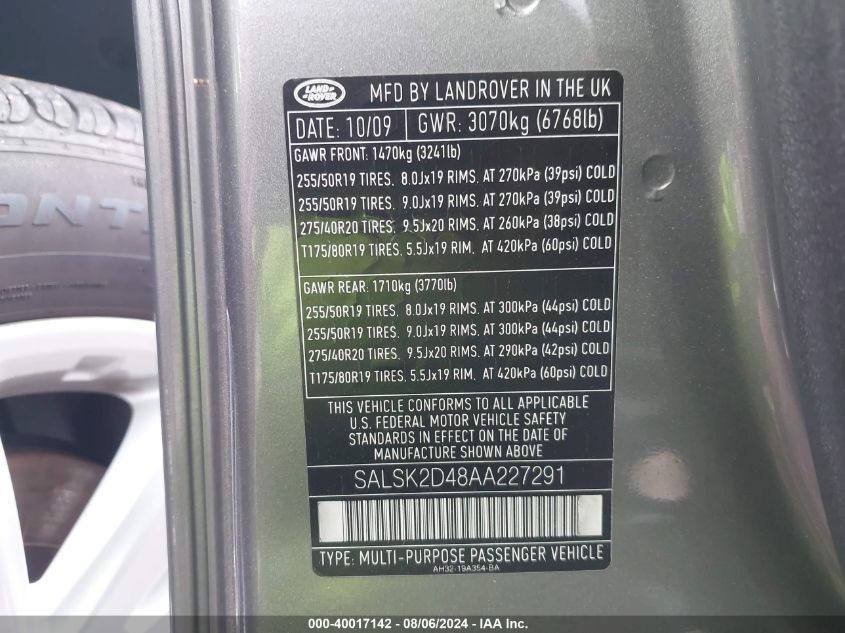 ONT
LAND
ROVER
MFD BY LANDROVER IN THE UK
DATE: 10/09 GWR: 3070kg (6768lb)
GAWR FRONT: 1470kg (3241lb)
255/50R19 TIRES. 8.0Jx19 RIMS. AT 270kPa (39psi) COLD
255/50R19 TIRES. 9.0Jx19 RIMS. AT 270kPa (39psi) COLD
275/40R20 TIRES. 9.5Jx20 RIMS. AT 260kPa (38psi) COLD
T175/80R19 TIRES. 5.5Jx19 RIM. AT 420kPa (60psi) COLD
GAWR REAR: 1710kg (3770lb)
255/50R19 TIRES. 8.0Jx19 RIMS. AT 300kPa (44psi) COLD
255/50R19 TIRES. 9.0Jx19 RIMS. AT 300kPa (44psi) COLD
275/40R20 TIRES. 9.5Jx20 RIMS. AT 290kPa (42psi) COLD
T175/80R19 TIRES. 5.5Jx19 RIM. AT 420kPa (60psi) COLD
THIS VEHICLE CONFORMS TO ALL APPLICABLE
U.S. FEDERAL MOTOR VEHICLE SAFETY
STANDARDS IN EFFECT ON THE DATE OF
MANUFACTURE SHOWN ABOVE
SALSK2D48AA227291
TYPE: MULTI-PURPOSE PASSENGER VEHICLE
AH32-19A354-BA
000-40017142 - 08/06/2024 - IAA Inc.